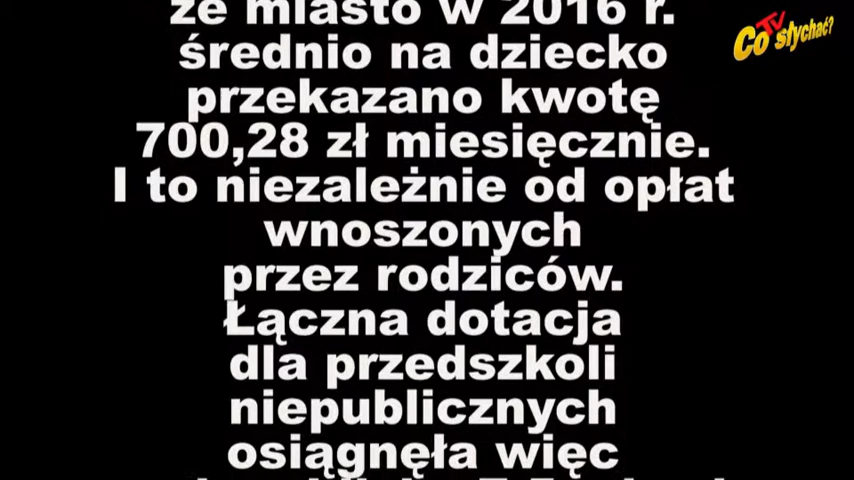 że miasto w 2016 r.
średnio na dziecko
przekazano kwotę
700,28 zł miesięcznie.
I to niezależnie od opłat
wnoszonych
przez rodziców.
Łączna dotacja
dla przedszkoli
niepublicznych
osiągnęła więc
TV
Co słychać?